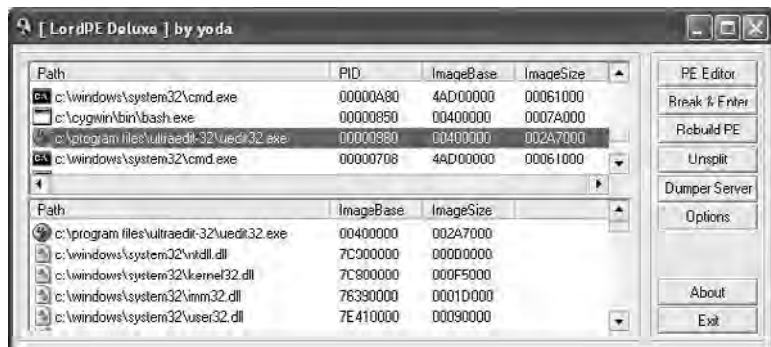 [ LordPE Deluxe ] by yoda
Path PID ImageBase ImageSize
c:\windows\system32\cmd.exe 00000A80 4AD00000 00061000
c:\cygwin\bin\bash.exe 00000850 00400000 0007A000
c:\program files\ultraedit-32\uedit32.exe 00000980 00400000 002A7000
c:\windows\system32\cmd.exe 00000708 4AD00000 00061000
Path ImageBase ImageSize
c:\program files\ultraedit-32\uedit32.exe 00400000 002A7000
c:\windows\system32\ntdll.dll 7C900000 000B0000
c:\windows\system32\kernel32.dll 7C800000 000F5000
c:\windows\system32\imm32.dll 76390000 0001D000
c:\windows\system32\user32.dll 7E410000 00090000
PE Editor
Break & Enter
Rebuild PE
Unsplit
Dumper Server
Options
About
Exit